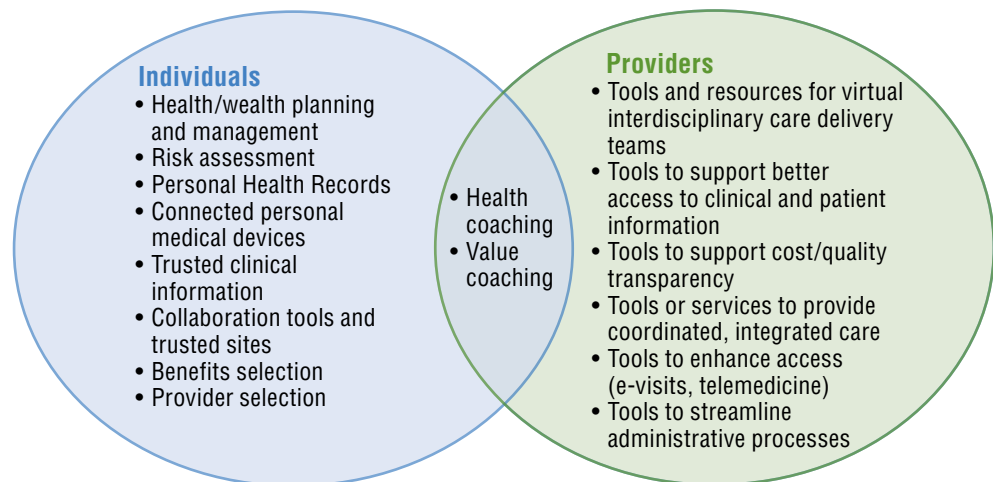 Individuals
• Health/wealth planning
and management
• Risk assessment
• Personal Health Records
• Connected personal
medical devices
• Trusted clinical
information
• Collaboration tools and
trusted sites
• Benefits selection
• Provider selection
• Health
coaching
• Value
coaching
Providers
• Tools and resources for virtual
interdisciplinary care delivery
teams
• Tools to support better
access to clinical and patient
information
• Tools to support cost/quality
transparency
• Tools or services to provide
coordinated, integrated care
• Tools to enhance access
(e-visits, telemedicine)
• Tools to streamline
administrative processes